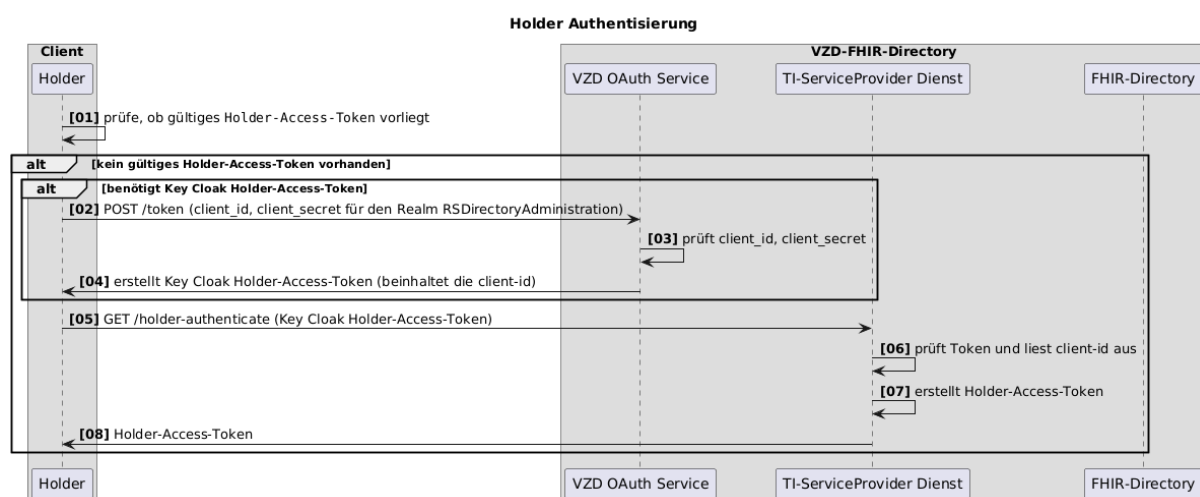 Holder Authentisierung
Client
VZD-FHIR-Directory
Holder
VZD OAuth Service
TI-ServiceProvider Dienst
FHIR-Directory
[01] prüfe, ob gültiges Holder-Access-Token vorliegt
alt [kein gültiges Holder-Access-Token vorhanden]
alt [benötigt Key Cloak Holder-Access-Token]
[02] POST /token (client_id, client_secret für den Realm RSDirectoryAdministration)
[03] prüft client_id, client_secret
[04] erstellt Key Cloak Holder-Access-Token (beinhaltet die client-id)
[05] GET /holder-authenticate (Key Cloak Holder-Access-Token)
[06] prüft Token und liest client-id aus
[07] erstellt Holder-Access-Token
[08] Holder-Access-Token
Holder
VZD OAuth Service
TI-ServiceProvider Dienst
FHIR-Directory